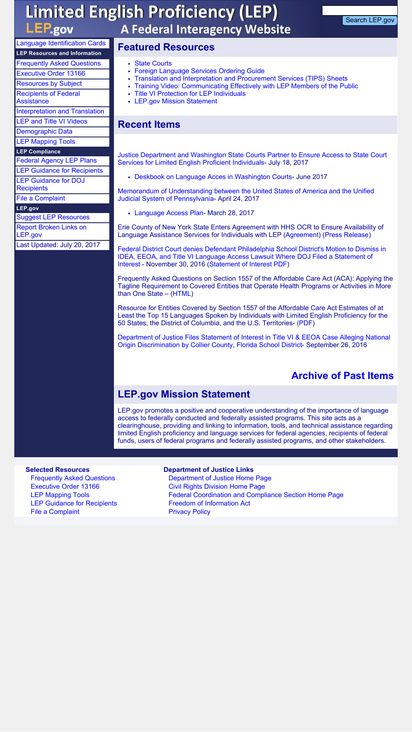 Limited English Proficiency (LEP)
LEP.gov A Federal Interagency Website
Search LEP.gov
Language Identification Cards
LEP Resources and Information
Frequently Asked Questions
Executive Order 13166
Resources by Subject
Recipients of Federal
Assistance
Interpretation and Translation
LEP and Title VI Videos
Demographic Data
LEP Mapping Tools
LEP Compliance
Federal Agency LEP Plans
LEP Guidance for Recipients
LEP Guidance for DOJ
Recipients
File a Complaint
LEP.gov
Suggest LEP Resources
Report Broken Links on
LEP.gov
Last Updated: July 20, 2017
Featured Resources
State Courts
Foreign Language Services Ordering Guide
Translation and Interpretation and Procurement Services (TIPS) Sheets
Training Video: Communicating Effectively with LEP Members of the Public
Title VI Protection for LEP Individuals
LEP.gov Mission Statement
Recent Items
Justice Department and Washington State Courts Partner to Ensure Access to State Court
Services for Limited English Proficient Individuals- July 18, 2017
Deskbook on Language Acces in Washington Courts- June 2017
Memorandum of Understanding between the United States of America and the Unified
Judicial System of Pennsylvania- April 24, 2017
Language Access Plan- March 28, 2017
Erie County of New York State Enters Agreement with HHS OCR to Ensure Availability of
Language Assistance Services for Individuals with LEP (Agreement) (Press Release)
Federal District Court denies Defendant Philadelphia School District's Motion to Dismiss in
IDEA, EEOA, and Title VI Language Access Lawsuit Where DOJ Filed a Statement of
Interest - November 30, 2016 (Statement of Interest PDF)
Frequently Asked Questions on Section 1557 of the Affordable Care Act (ACA): Applying the
Tagline Requirement to Covered Entities that Operate Health Programs or Activities in More
than One State – (HTML)
Resource for Entities Covered by Section 1557 of the Affordable Care Act Estimates of at
Least the Top 15 Languages Spoken by Individuals with Limited English Proficiency for the
50 States, the District of Columbia, and the U.S. Territories- (PDF)
Department of Justice Files Statement of Interest in Title VI & EEOA Case Alleging National
Origin Discrimination by Collier County, Florida School District- September 26, 2016
Archive of Past Items
LEP.gov Mission Statement
LEP.gov promotes a positive and cooperative understanding of the importance of language
access to federally conducted and federally assisted programs. This site acts as a
clearinghouse, providing and linking to information, tools, and technical assistance regarding
limited English proficiency and language services for federal agencies, recipients of federal
funds, users of federal programs and federally assisted programs, and other stakeholders.
Selected Resources
Frequently Asked Questions
Executive Order 13166
LEP Mapping Tools
LEP Guidance for Recipients
File a Complaint
Department of Justice Links
Department of Justice Home Page
Civil Rights Division Home Page
Federal Coordination and Compliance Section Home Page
Freedom of Information Act
Privacy Policy